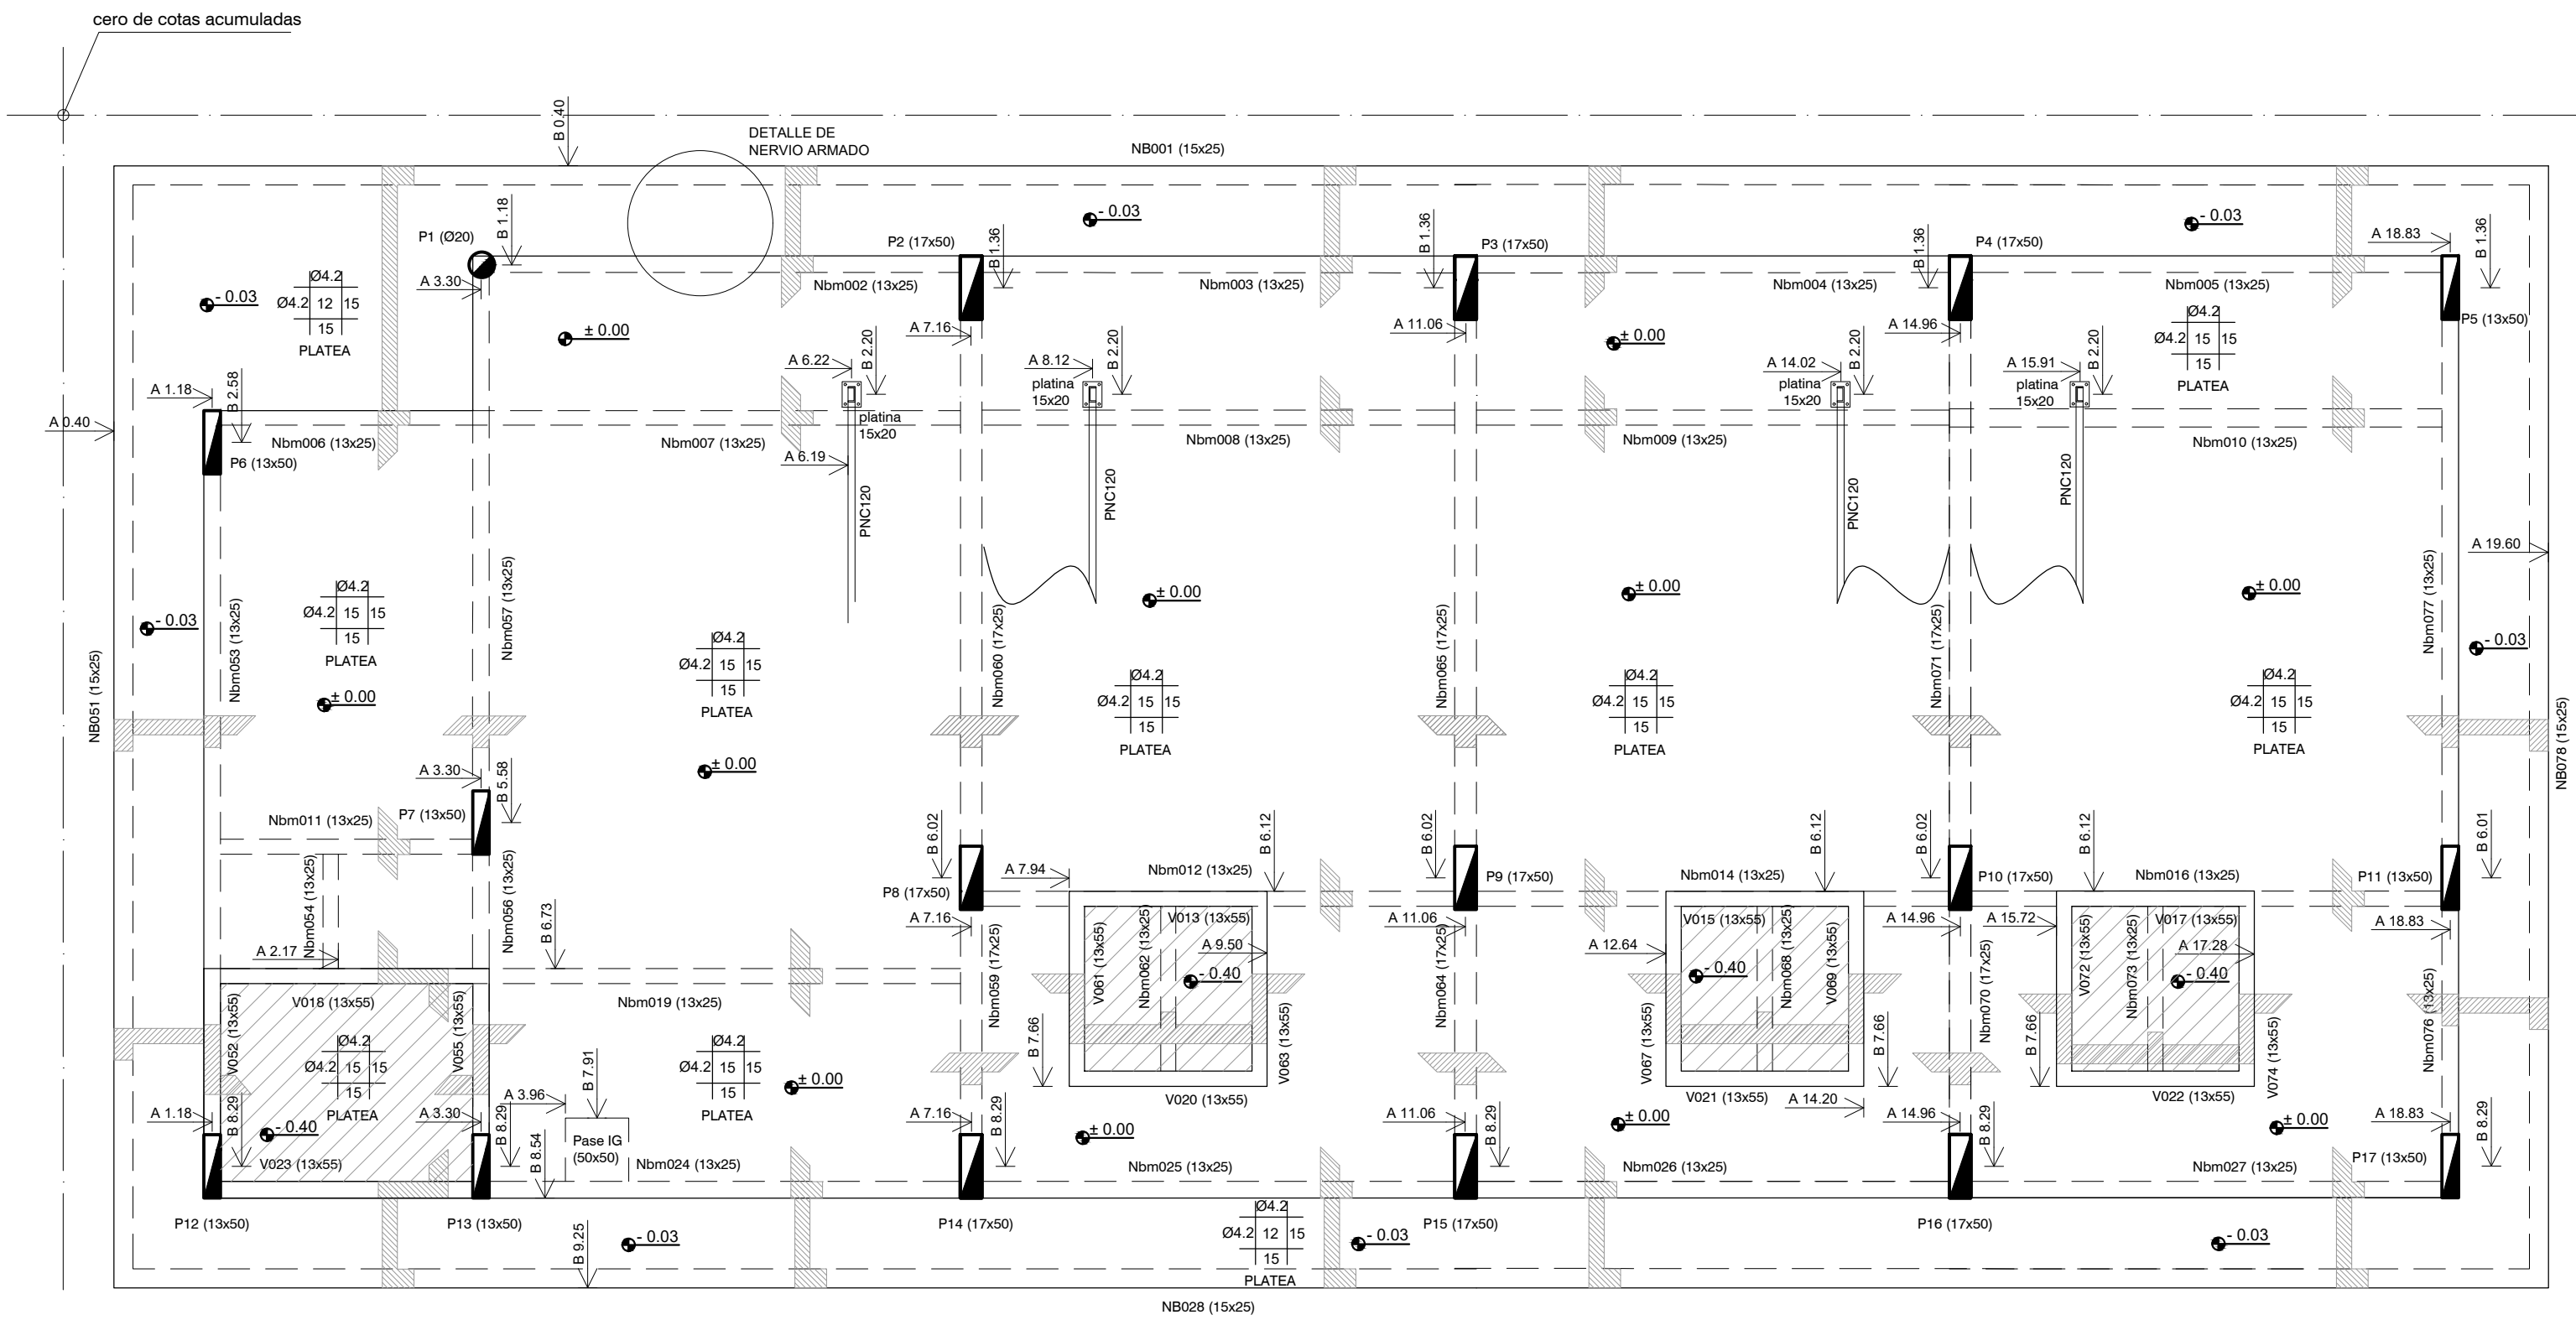 cero de cotas acumuladas
B 0.40
DETALLE DE
NERVIO ARMADO
NB001 (15x25)
- 0.03
- 0.03
B 1.18
P1 (Ø20)
A 3.30
P2 (17x50)
B 1.36
B 1.36
P3 (17x50)
B 1.36
P4 (17x50)
A 18.83
B 1.36
Ø4.2
Ø4.2 12 15
15
PLATEA
- 0.03
Nbm002 (13x25)
Nbm003 (13x25)
Nbm004 (13x25)
Nbm005 (13x25)
± 0.00
A 7.16
A 11.06
± 0.00
A 14.96
Ø4.2
Ø4.2 15 15
15
PLATEA
P5 (13x50)
A 6.22
B 2.20
A 8.12
B 2.20
A 14.02
B 2.20
A 15.91
B 2.20
platina
15x20
platina
15x20
platina
15x20
platina
15x20
A 1.18
B 2.58
A 0.40
Nbm006 (13x25)
Nbm007 (13x25)
Nbm008 (13x25)
Nbm009 (13x25)
Nbm010 (13x25)
P6 (13x50)
A 6.19
PNC120
PNC120
PNC120
PNC120
A 19.60
Ø4.2
Ø4.2 15 15
15
PLATEA
± 0.00
- 0.03
NB051 (15x25)
Nbm053 (13x25)
Nbm057 (13x25)
Ø4.2
Ø4.2 15 15
15
PLATEA
± 0.00
Nbm060 (17x25)
± 0.00
Ø4.2
Ø4.2 15 15
15
PLATEA
Nbm065 (17x25)
± 0.00
Ø4.2
Ø4.2 15 15
15
PLATEA
Nbm071 (17x25)
± 0.00
Ø4.2
Ø4.2 15 15
15
PLATEA
Nbm077 (13x25)
- 0.03
NB078 (15x25)
A 3.30
B 5.58
Nbm011 (13x25)
P7 (13x50)
Nbm054 (13x25)
Nbm056 (13x25)
A 2.17
B 6.73
B 6.02
P8 (17x50)
A 7.16
A 7.94
Nbm012 (13x25)
B 6.12
B 6.02
P9 (17x50)
A 11.06
Nbm014 (13x25)
B 6.12
B 6.02
P10 (17x50)
B 6.12
Nbm016 (13x25)
P11 (13x50)
B 6.01
V013 (13x55)
V015 (13x55)
V017 (13x55)
A 9.50
A 12.64
A 14.96
A 15.72
A 17.28
A 18.83
V018 (13x55)
Nbm019 (13x25)
V052 (13x55)
V055 (13x55)
Nbm059 (17x25)
V061 (13x55)
Nbm062 (13x25)
- 0.40
V063 (13x55)
Nbm064 (17x25)
V067 (13x55)
- 0.40
Nbm068 (13x25)
V069 (13x55)
Nbm070 (17x25)
V072 (13x55)
Nbm073 (13x25)
- 0.40
V074 (13x55)
Nbm076 (13x25)
B 7.66
B 7.66
B 7.66
V020 (13x55)
V021 (13x55)
V022 (13x55)
A 14.20
Ø4.2
Ø4.2 15 15
15
PLATEA
Ø4.2
Ø4.2 15 15
15
PLATEA
± 0.00
A 3.96
B 7.91
A 1.18
B 8.29
A 3.30
B 8.29
B 8.54
Pase IG
(50x50)
- 0.40
V023 (13x55)
Nbm024 (13x25)
A 7.16
B 8.29
± 0.00
Nbm025 (13x25)
A 11.06
B 8.29
± 0.00
Nbm026 (13x25)
A 14.96
B 8.29
± 0.00
Nbm027 (13x25)
A 18.83
P17 (13x50)
B 8.29
P12 (13x50)
P13 (13x50)
P14 (17x50)
P15 (17x50)
P16 (17x50)
B 9.25
- 0.03
Ø4.2
Ø4.2 12 15
15
PLATEA
- 0.03
- 0.03
NB028 (15x25)